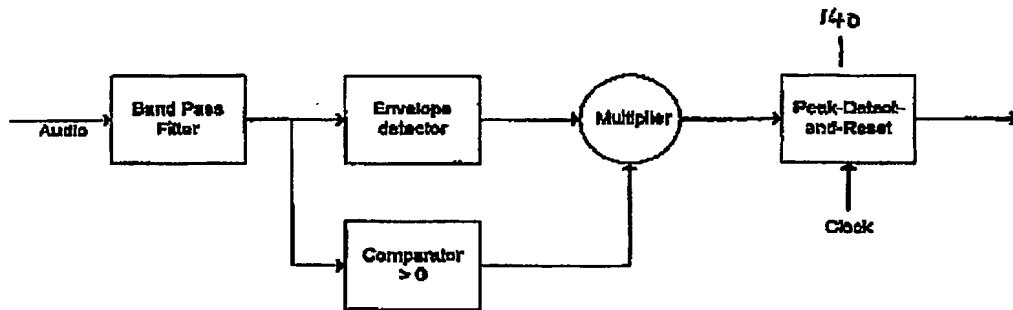 140
Audio
Band Pass
Filter
Envelope
detector
Multiplier
Peak-Detect-
and-Reset
Comparator
> 0
Clock